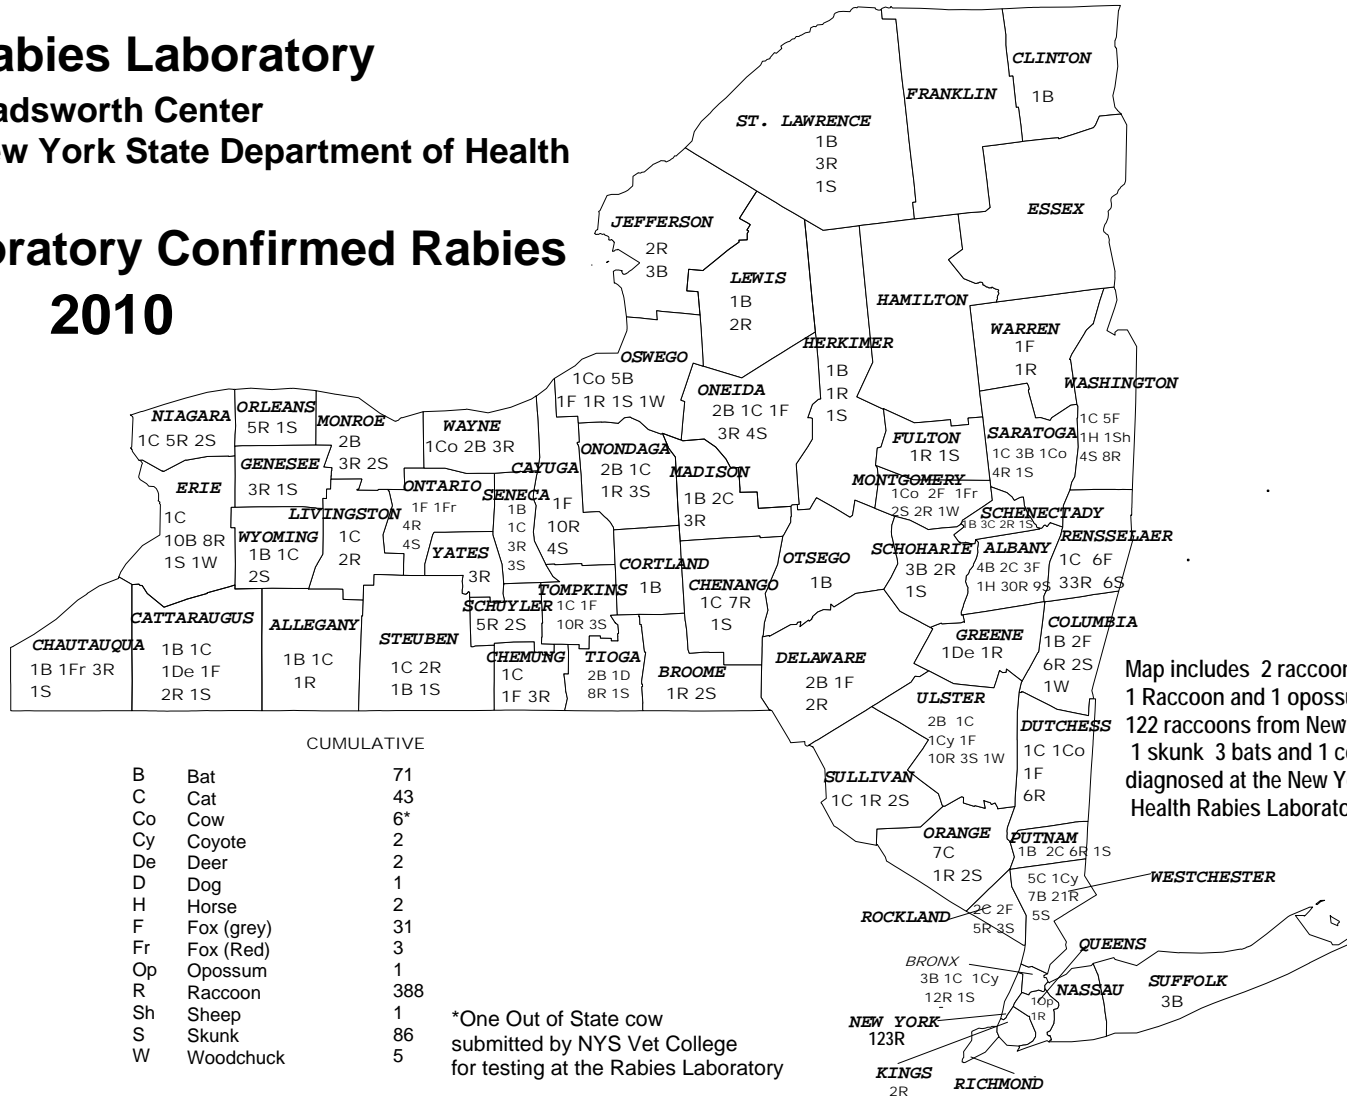 abies Laboratory
adsworth Center
ew York State Department of Health
oratory Confirmed Rabies
2010
CLINTON
1B
FRANKLIN
ST. LAWRENCE
1B
3R
1S
ESSEX
JEFFERSON
2R
3B
LEWIS
1B
2R
HAMILTON
HERKIMER
1B
1R
1S
WARREN
1F
1R
WASHINGTON
1C 5F
1H 1Sh
4S 8R
OSWEGO
1Co 5B
1F 1R 1S 1W
ONEIDA
2B 1C 1F
3R 4S
NIAGARA
1C 5R 2S
ORLEANS
5R 1S
MONROE
2B
3R 2S
WAYNE
1Co 2B 3R
CAYUGA
1F
10R
4S
ONONDAGA
2B 1C
1R 3S
MADISON
1B 2C
3R
FULTON
1R 1S
SARATOGA
1C 3B 1Co
4R 1S
MONTGOMERY
1Co 2F 1Fr
2S 2R 1W
SCHENECTADY
1B 3C 2R 1S
RENSSELAER
1C 6F
33R 6S
GENESEE
3R 1S
ERIE
1C
10B 8R
1S 1W
WYOMING
1B 1C
2S
LIVINGSTON
1C
2R
ONTARIO
1F 1Fr
4R
4S
SENECA
1B
1C
3R
3S
YATES
3R
CORTLAND
1B
CHENANGO
1C 7R
1S
OTSEGO
1B
SCHOHARIE
3B 2R
1S
ALBANY
4B 2C 3F
1H 30R 9S
TOMPKINS
1C 1F
10R 3S
SCHUYLER
5R 2S
CHAUTAUQUA
1B 1Fr 3R
1S
CATTARAUGUS
1B 1C
1De 1F
2R 1S
ALLEGANY
1B 1C
1R
STEUBEN
1C 2R
1B 1S
CHEMUNG
1C
1F 3R
TIOGA
2B 1D
8R 1S
BROOME
1R 2S
DELAWARE
2B 1F
2R
GREENE
1De 1R
COLUMBIA
1B 2F
6R 2S
1W
ULSTER
2B 1C
1Cy 1F
10R 3S 1W
DUTCHESS
1C 1Co
1F
6R
SULLIVAN
1C 1R 2S
ORANGE
7C
1R 2S
PUTNAM
1B 2C 6R 1S
WESTCHESTER
5C 1Cy
7B 21R
5S
ROCKLAND
2C 2F
5R 3S
BRONX
3B 1C 1Cy
12R 1S
QUEENS
1Op
1R
NASSAU
SUFFOLK
3B
NEW YORK
123R
KINGS
2R
RICHMOND
Map includes 2 raccoon
1 Raccoon and 1 oposs
122 raccoons from New
1 skunk 3 bats and 1 c
diagnosed at the New Y
Health Rabies Laborato
CUMULATIVE
B Bat 71
C Cat 43
Co Cow 6*
Cy Coyote 2
De Deer 2
D Dog 1
H Horse 2
F Fox (grey) 31
Fr Fox (Red) 3
Op Opossum 1
R Raccoon 388
Sh Sheep 1
S Skunk 86
W Woodchuck 5
*One Out of State cow
submitted by NYS Vet College
for testing at the Rabies Laboratory